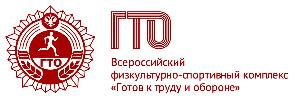 ГТО
ГТО
Всероссийский
физкультурно-спортивный комплекс
«Готов к труду и обороне»